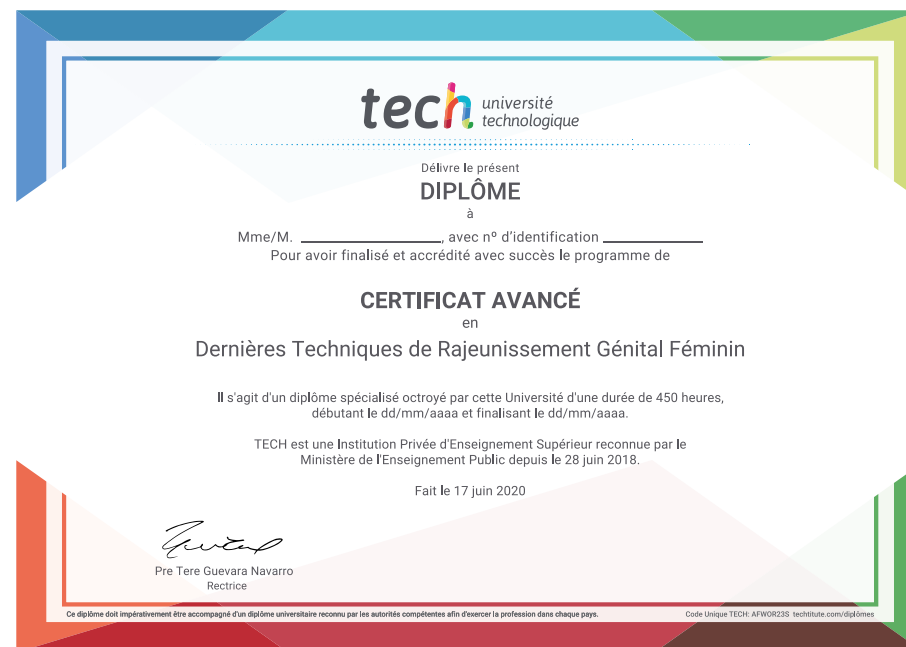 tech université
technologique
Délivre le présent
DIPLÔME
à
Mme/M. ____________________, avec nº d'identification ______________
Pour avoir finalisé et accrédité avec succès le programme de
CERTIFICAT AVANCÉ
en
Dernières Techniques de Rajeunissement Génital Féminin
Il s'agit d'un diplôme spécialisé octroyé par cette Université d'une durée de 450 heures,
débutant le dd/mm/aaaa et finalisant le dd/mm/aaaa.
TECH est une Institution Privée d'Enseignement Supérieur reconnue par le
Ministère de l'Enseignement Public depuis le 28 juin 2018.
Fait le 17 juin 2020
Pre Tere Guevara Navarro
Rectrice
Ce diplôme doit impérativement être accompagné d'un diplôme universitaire reconnu par les autorités compétentes afin d'exercer la profession dans chaque pays.
Code Unique TECH: AFWOR23S techtitute.com/diplômes